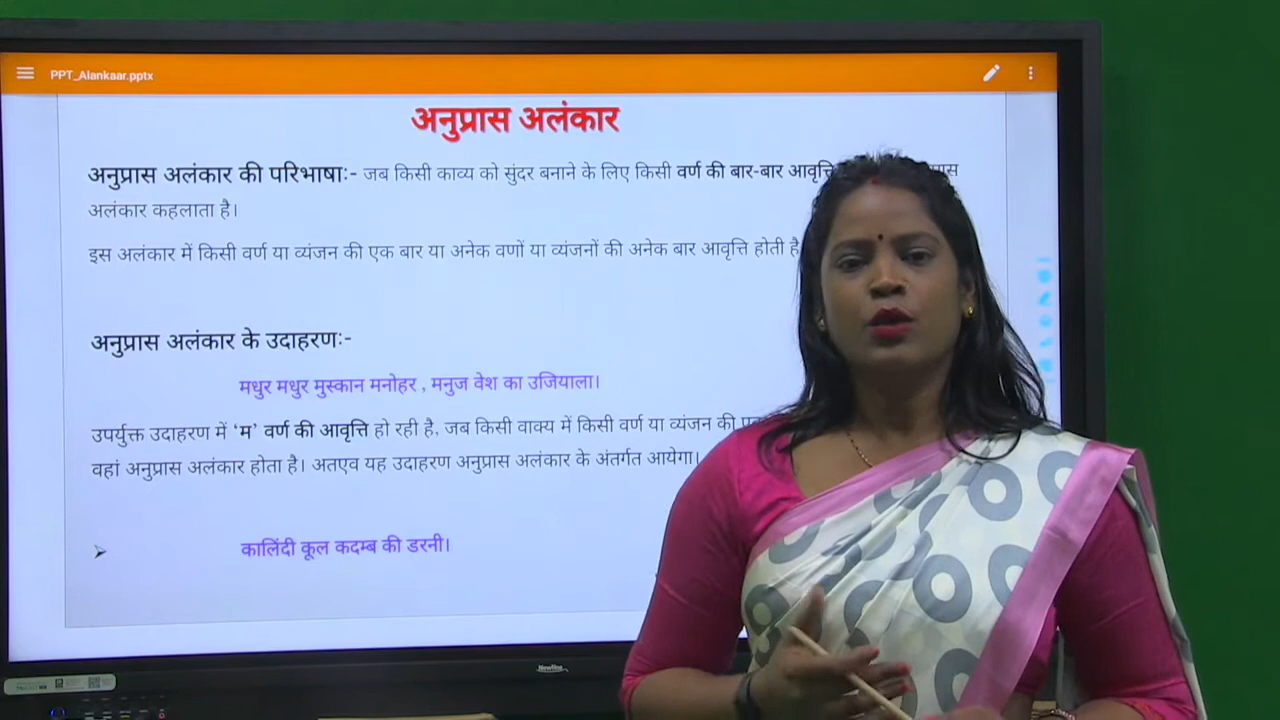 PPT_Alankaar.pptx
अनुप्रास अलंकार
अनुप्रास अलंकार की परिभाषाः- जब किसी काव्य को सुंदर बनाने के लिए किसी वर्ण की बार-बार आवृत्ति
अलंकार कहलाता है।
इस अलंकार में किसी वर्ण या व्यंजन की एक बार या अनेक वणों या व्यंजनों की अनेक बार आवृत्ति होती है
अनुप्रास अलंकार के उदाहरणः-
मधुर मधुर मुस्कान मनोहर , मनुज वेश का उजियाला।
उपर्युक्त उदाहरण में ‘म’ वर्ण की आवृत्ति हो रही है, जब किसी वाक्य में किसी वर्ण या व्यंजन की
वहां अनुप्रास अलंकार होता है। अतएव यह उदाहरण अनुप्रास अलंकार के अंतर्गत आयेगा।
कालिंदी कूल कदम्ब की डरनी।
Newline